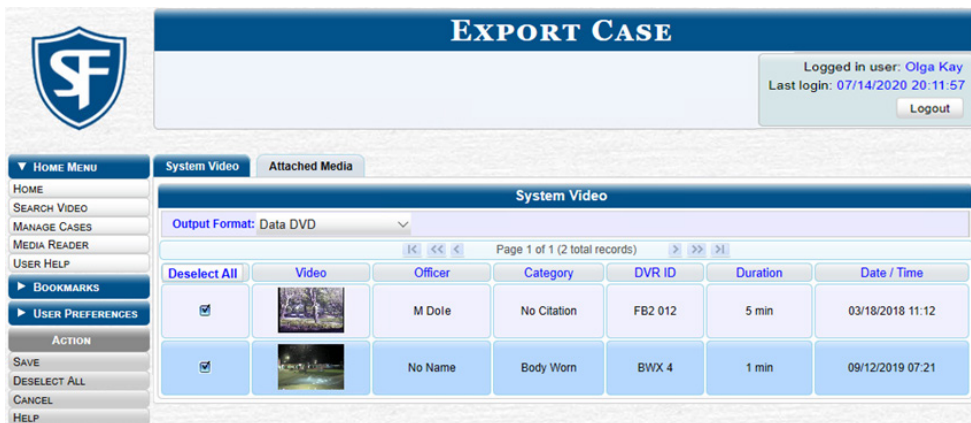 SF
EXPORT CASE
Logged in user: Olga Kay
Last login: 07/14/2020 20:11:57
Logout
▼ HOME MENU
HOME
SEARCH VIDEO
MANAGE CASES
MEDIA READER
USER HELP
▶ BOOKMARKS
▶ USER PREFERENCES
ACTION
SAVE
DESELECT ALL
CANCEL
HELP
System Video Attached Media
System Video
Output Format: Data DVD
Page 1 of 1 (2 total records)
Deselect All Video Officer Category DVR ID Duration Date / Time
M Dole No Citation FB2 012 5 min 03/18/2018 11:12
No Name Body Worn BWX 4 1 min 09/12/2019 07:21